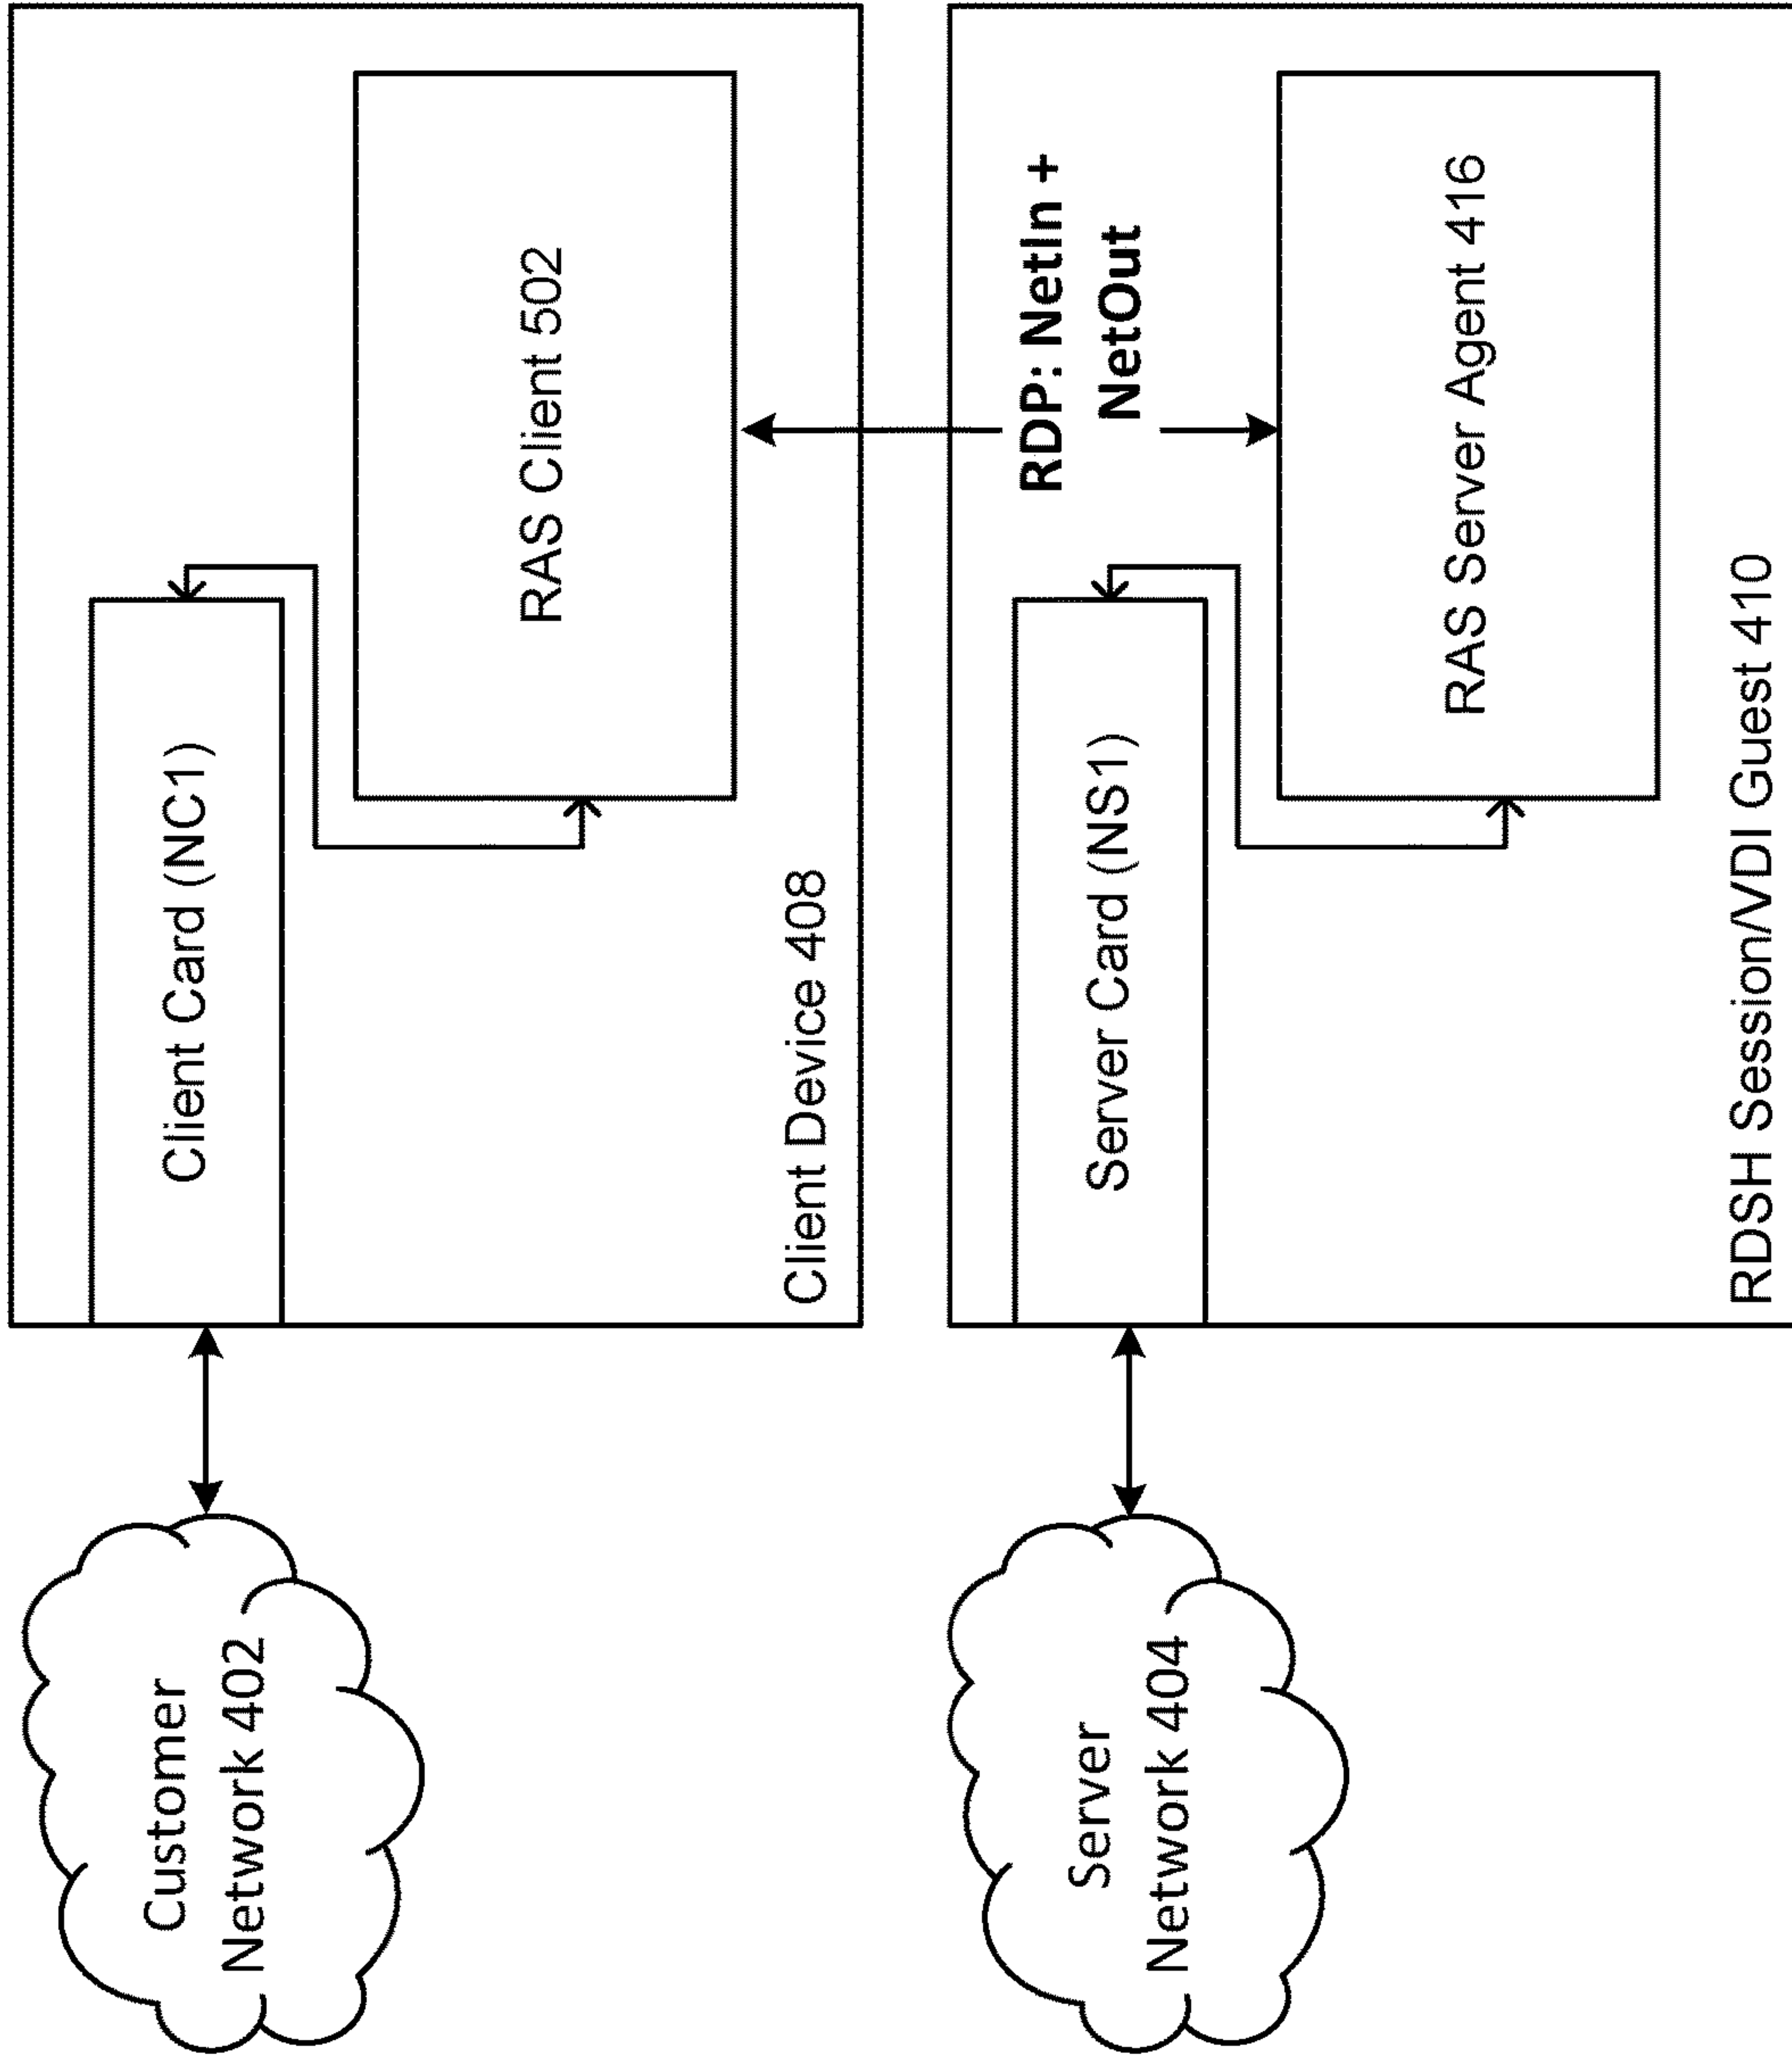 Customer
Network 402
Client Card (NC1)
RAS Client 502
Client Device 408
RDP: NetIn +
NetOut
Server
Network 404
Server Card (NS1)
RAS Server Agent 416
RDSH Session/VDI Guest 410